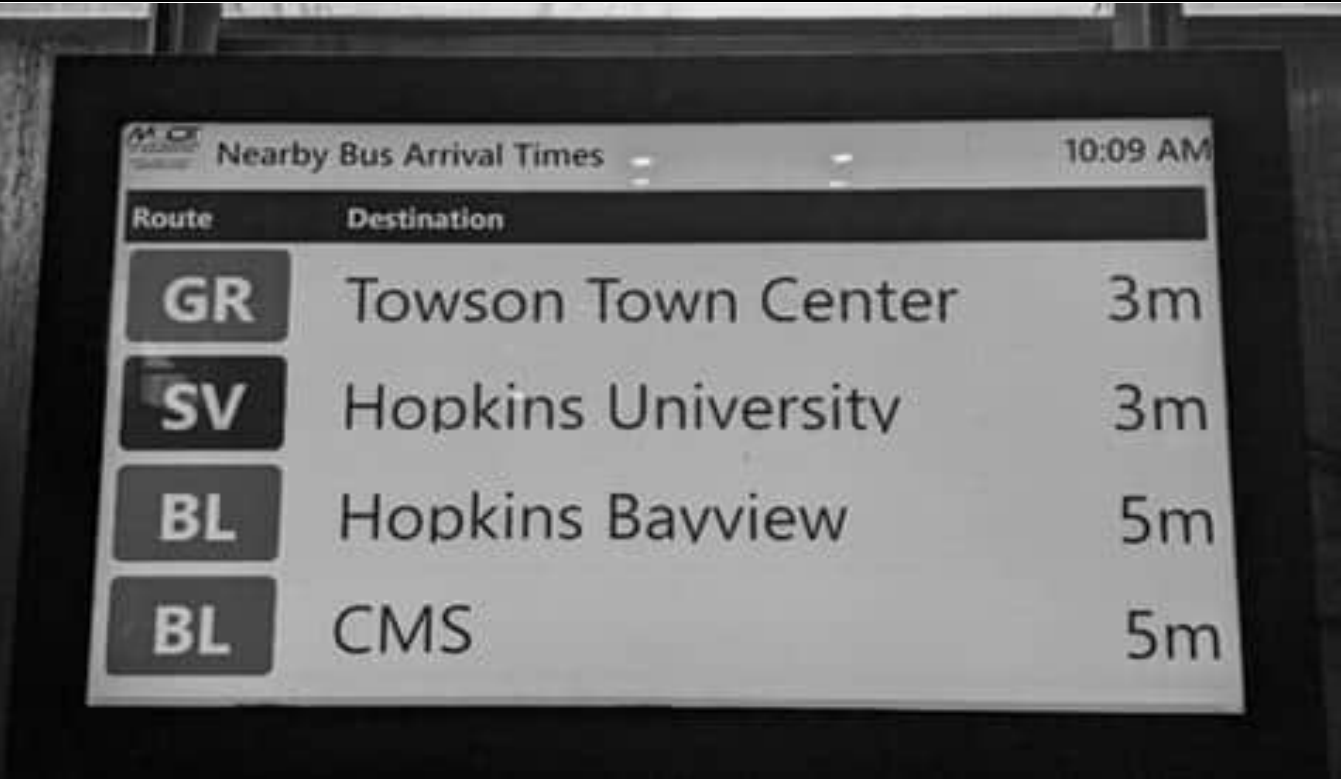 Nearby Bus Arrival Times 10:09 AM
Route Destination
GR Towson Town Center 3m
SV Hopkins University 3m
BL Hopkins Bayview 5m
BL CMS 5m